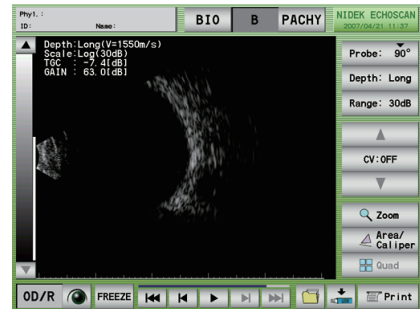 Phy1. :
ID: Name:
BIO B PACHY
NIDEK ECHOSCAN
2007/04/21 11:37
Depth:Long(V=1550m/s)
Scale:Log(30dB)
TGC : -7.4[dB]
GAIN : 63.0[dB]
Probe: 90°
Depth: Long
Range: 30dB
CV:OFF
Zoom
Area/
Caliper
Quad
OD/R FREEZE Print